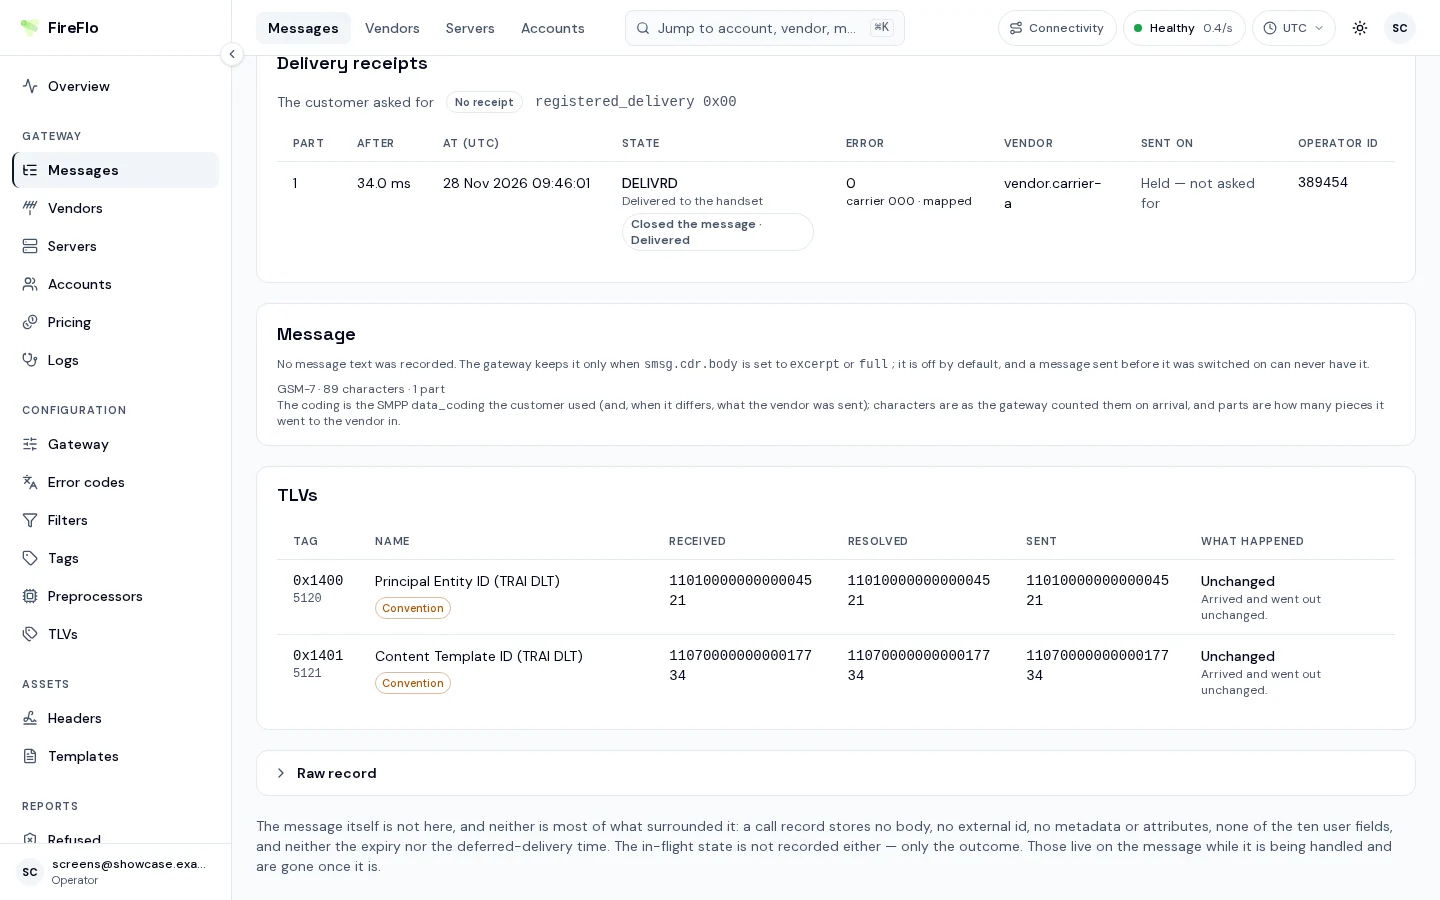 FireFlo
Messages
Vendors
Servers
Accounts
Jump to account, vendor, m...
⌘K
Connectivity
Healthy 0.4/s
UTC
SC
Overview
GATEWAY
Messages
Vendors
Servers
Accounts
Pricing
Logs
CONFIGURATION
Gateway
Error codes
Filters
Tags
Preprocessors
TLVs
ASSETS
Headers
Templates
REPORTS
Refused
SC
screens@showcase.exa...
Operator
Delivery receipts
The customer asked for No receipt registered_delivery 0x00
PART AFTER AT (UTC) STATE ERROR VENDOR SENT ON OPERATOR ID
1 34.0 ms 28 Nov 2026 09:46:01 DELIVRD 0 vendor.carrier- Held — not asked 389454
Delivered to the handset carrier 000 · mapped a for
Closed the message ·
Delivered
Message
No message text was recorded. The gateway keeps it only when smsg.cdr.body is set to excerpt or full ; it is off by default, and a message sent before it was switched on can never have it.
GSM-7 · 89 characters · 1 part
The coding is the SMPP data_coding the customer used (and, when it differs, what the vendor was sent); characters are as the gateway counted them on arrival, and parts are how many pieces it
went to the vendor in.
TLVs
TAG NAME RECEIVED RESOLVED SENT WHAT HAPPENED
0x1400 Principal Entity ID (TRAI DLT) 11010000000000045 11010000000000045 11010000000000045 Unchanged
5120 Convention 21 21 21 Arrived and went out
unchanged.
0x1401 Content Template ID (TRAI DLT) 11070000000000177 11070000000000177 11070000000000177 Unchanged
5121 Convention 34 34 34 Arrived and went out
unchanged.
Raw record
The message itself is not here, and neither is most of what surrounded it: a call record stores no body, no external id, no metadata or attributes, none of the ten user fields,
and neither the expiry nor the deferred-delivery time. The in-flight state is not recorded either — only the outcome. Those live on the message while it is being handled and
are gone once it is.